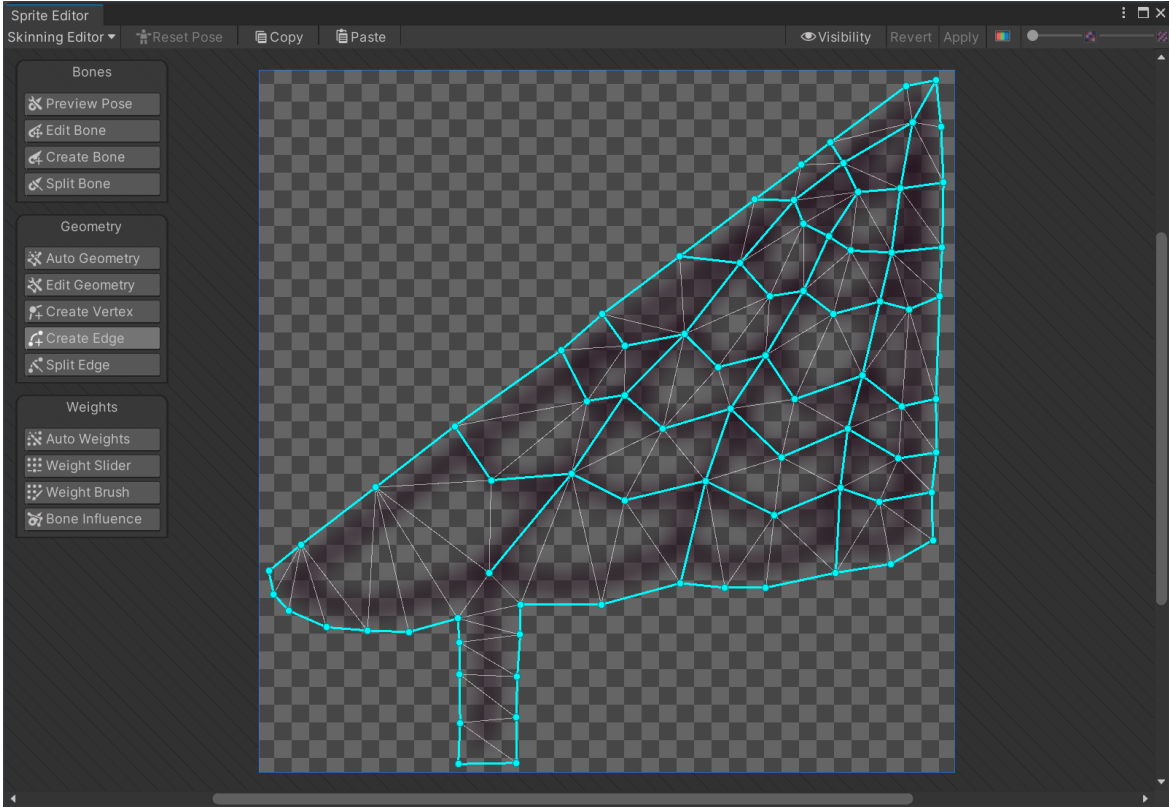 Sprite Editor
Skinning Editor Reset Pose Copy Paste Visibility Revert Apply
Bones
Preview Pose
Edit Bone
Create Bone
Split Bone
Geometry
Auto Geometry
Edit Geometry
Create Vertex
Create Edge
Split Edge
Weights
Auto Weights
Weight Slider
Weight Brush
Bone Influence